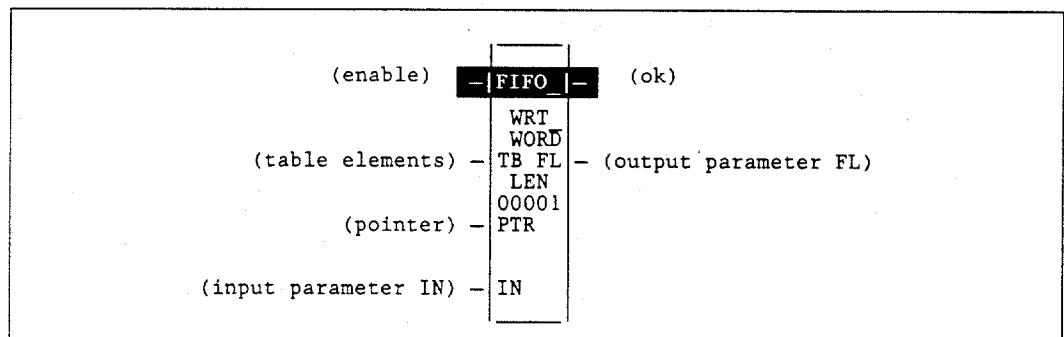 (enable) —|FIFO_|— (ok)
WRT
WORD
(table elements) — TB FL — (output parameter FL)
LEN
00001
(pointer) — PTR
(input parameter IN) — IN